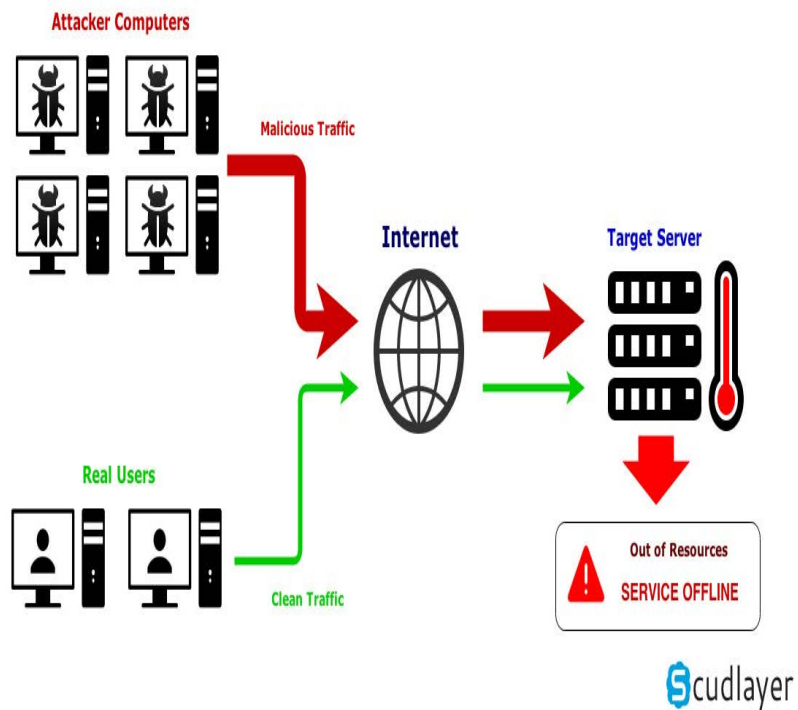 Attacker Computers
Malicious Traffic
Internet
Target Server
Real Users
Clean Traffic
Out of Resources
SERVICE OFFLINE
Scudlayer